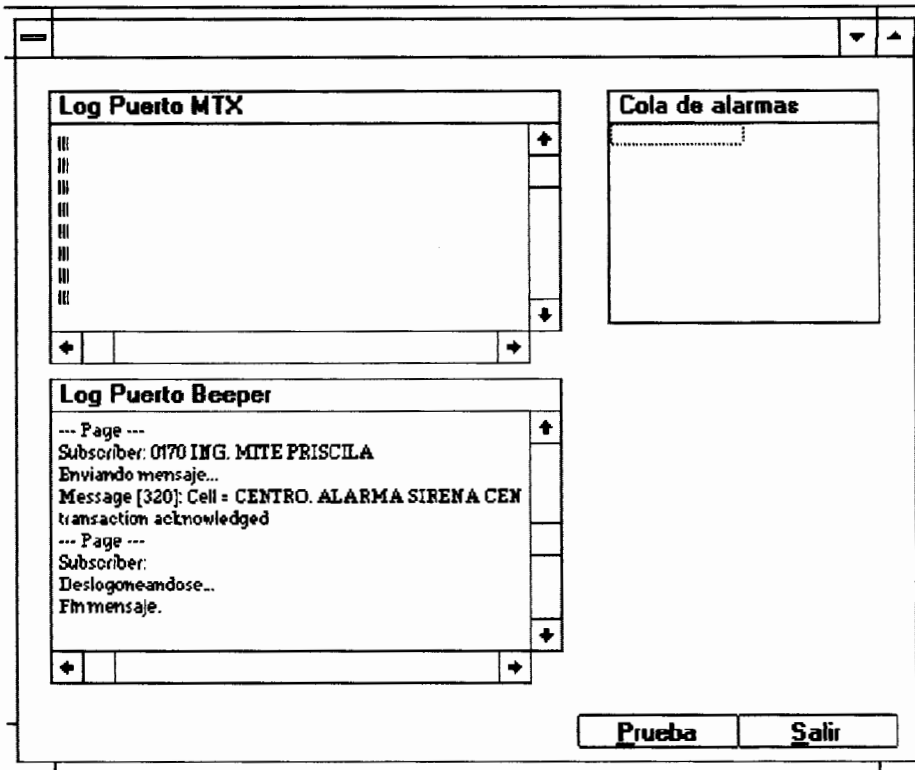 Log Puerto MTX
Cola de alarmas
Log Puerto Beeper
--- Page ---
Subscriber: 0170 ING. MITE PRISCILA
Enviando mensaje...
Message [320]: Cell = CENTRO. ALARMA SIRENA CEN
transaction acknowledged
--- Page ---
Subscriber:
Deslogoneandose...
Fin mensaje.
Prueba
Salir